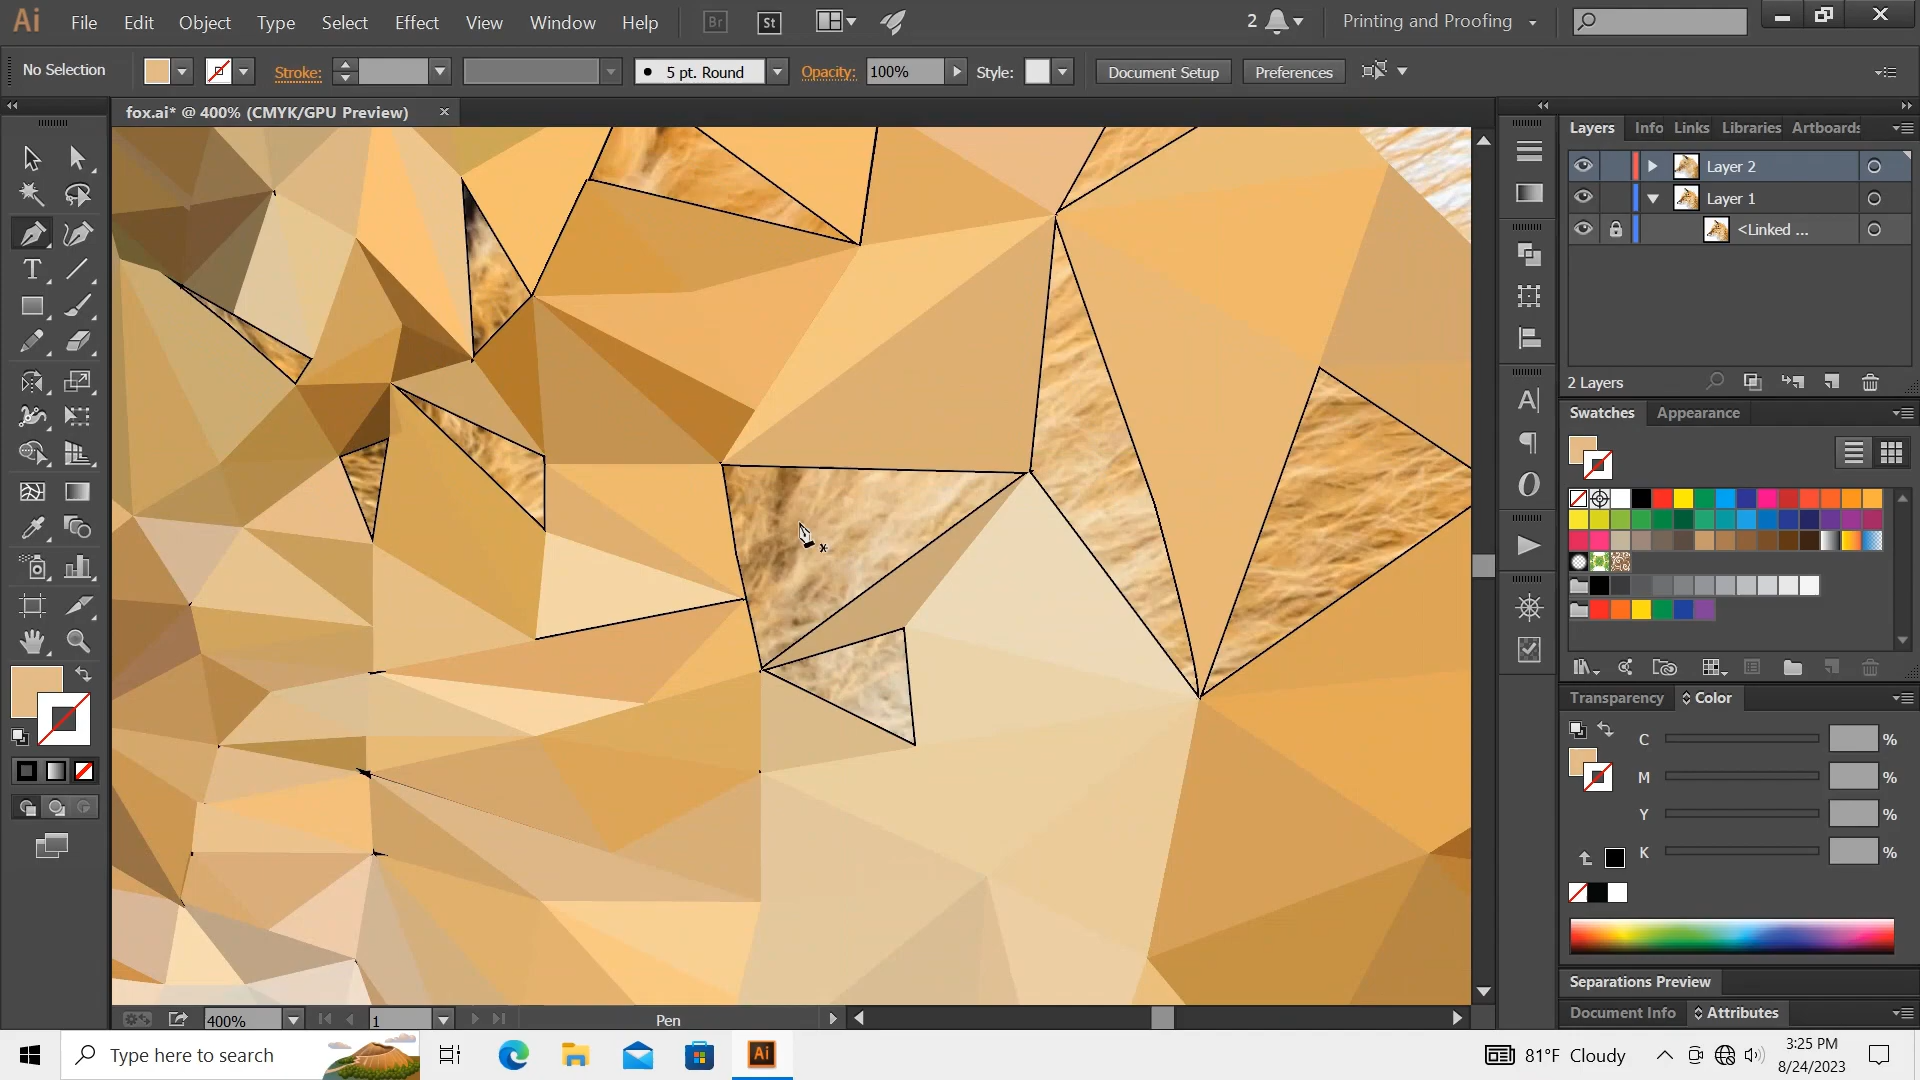 Ai File Edit Object Type Select Effect View Window Help Br St 2 Printing and Proofing
No Selection Stroke: 5 pt. Round Opacity: 100% Style: Document Setup Preferences
fox.ai* @ 400% (CMYK/GPU Preview)
Layers Info Links Libraries Artboards
Layer 2
Layer 1
<Linked ...
2 Layers
Swatches Appearance
Transparency Color
C %
M %
Y %
K %
Separations Preview
Document Info Attributes
400% 1 Pen
Type here to search Ai 81°F Cloudy 3:25 PM
8/24/2023